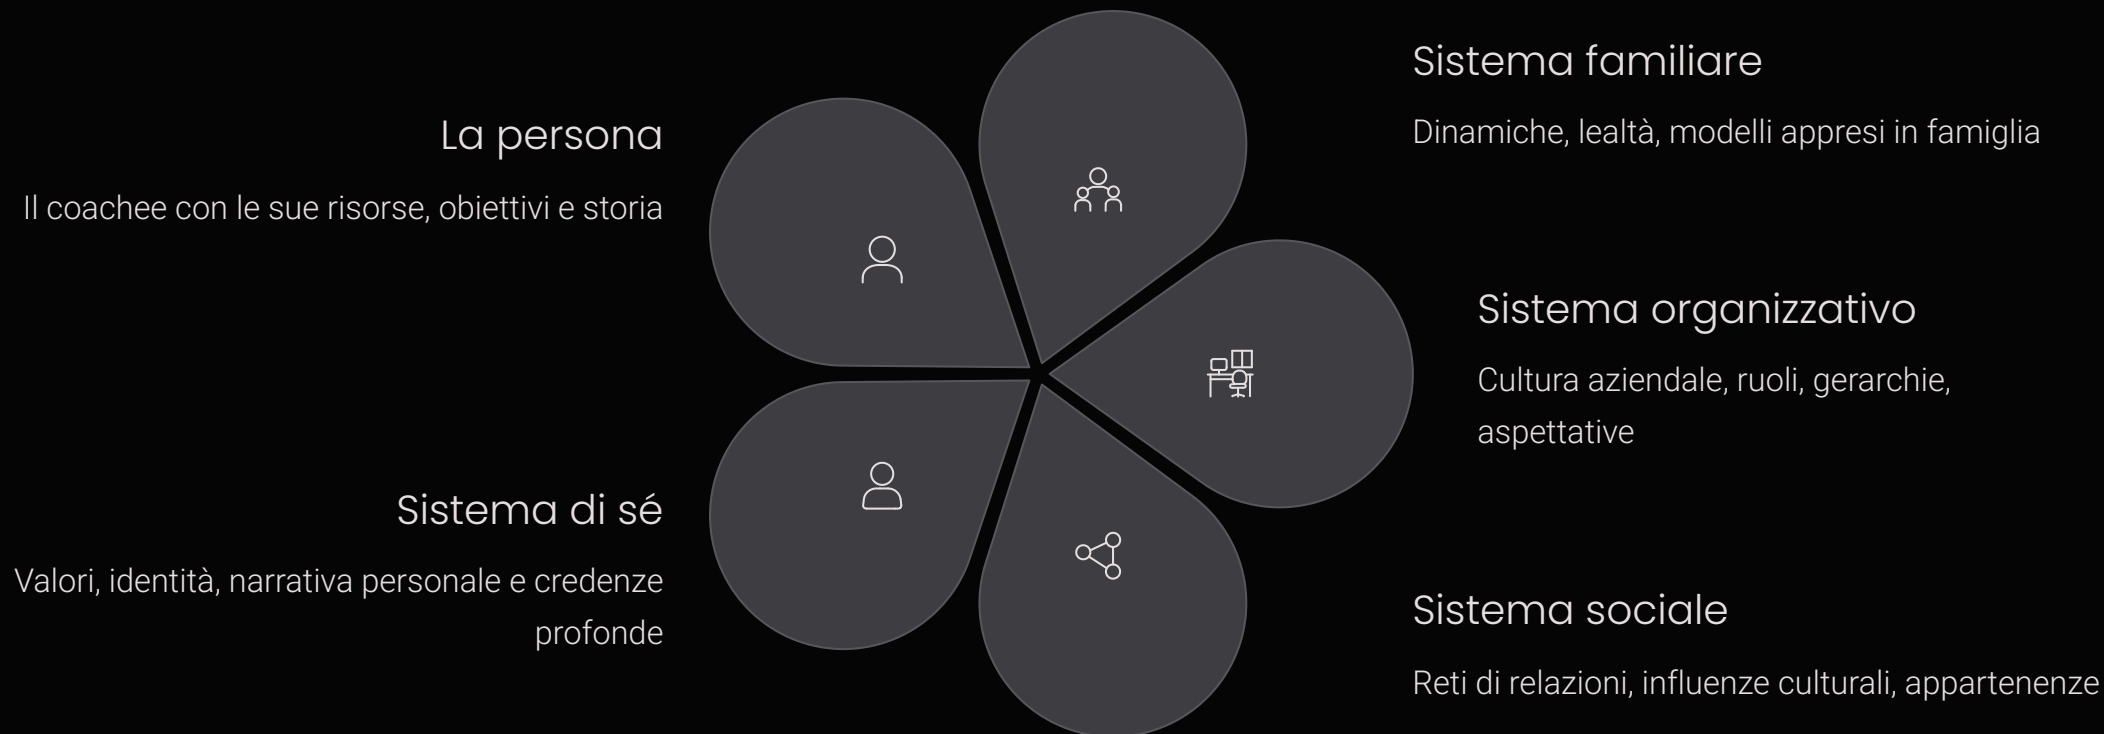 La persona
Il coachee con le sue risorse, obiettivi e storia
Sistema familiare
Dinamiche, lealtà, modelli appresi in famiglia
Sistema organizzativo
Cultura aziendale, ruoli, gerarchie,
aspettative
Sistema sociale
Reti di relazioni, influenze culturali, appartenenze
Sistema di sé
Valori, identità, narrativa personale e credenze
profonde